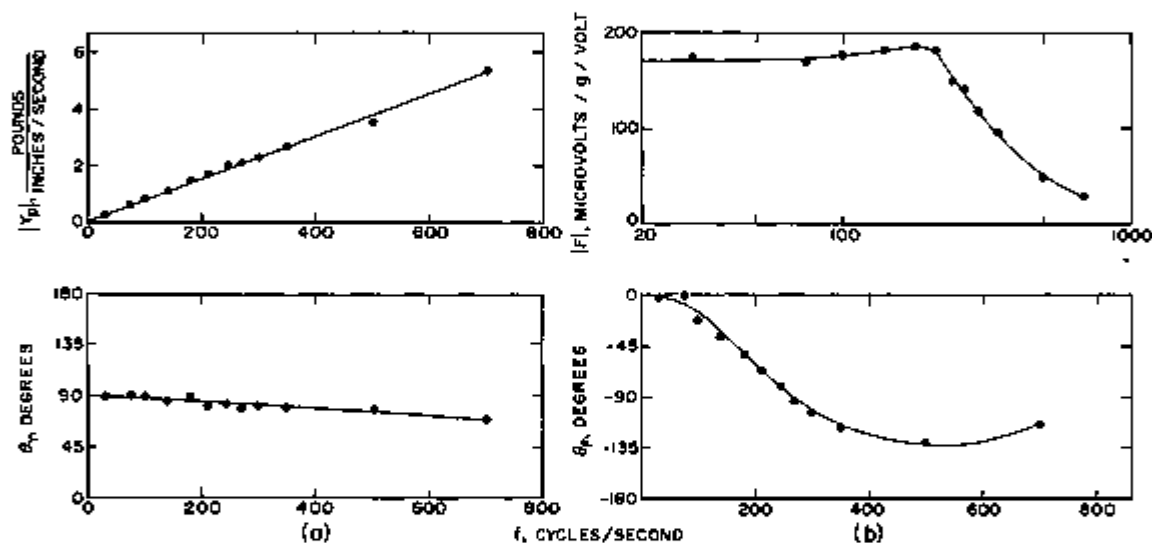 |Yp|, POUNDS
INCHES / SECOND
6
4
2
0
0 200 400 600 800
|F|, MICROVOLTS / g / VOLT
200
100
0
20 100 1000
DEGREES
180
135
90
45
0
0 200 400 600 800
(a)
f, CYCLES/SECOND
DEGREES
0
-45
-90
-135
-180
200 400 600 800
(b)